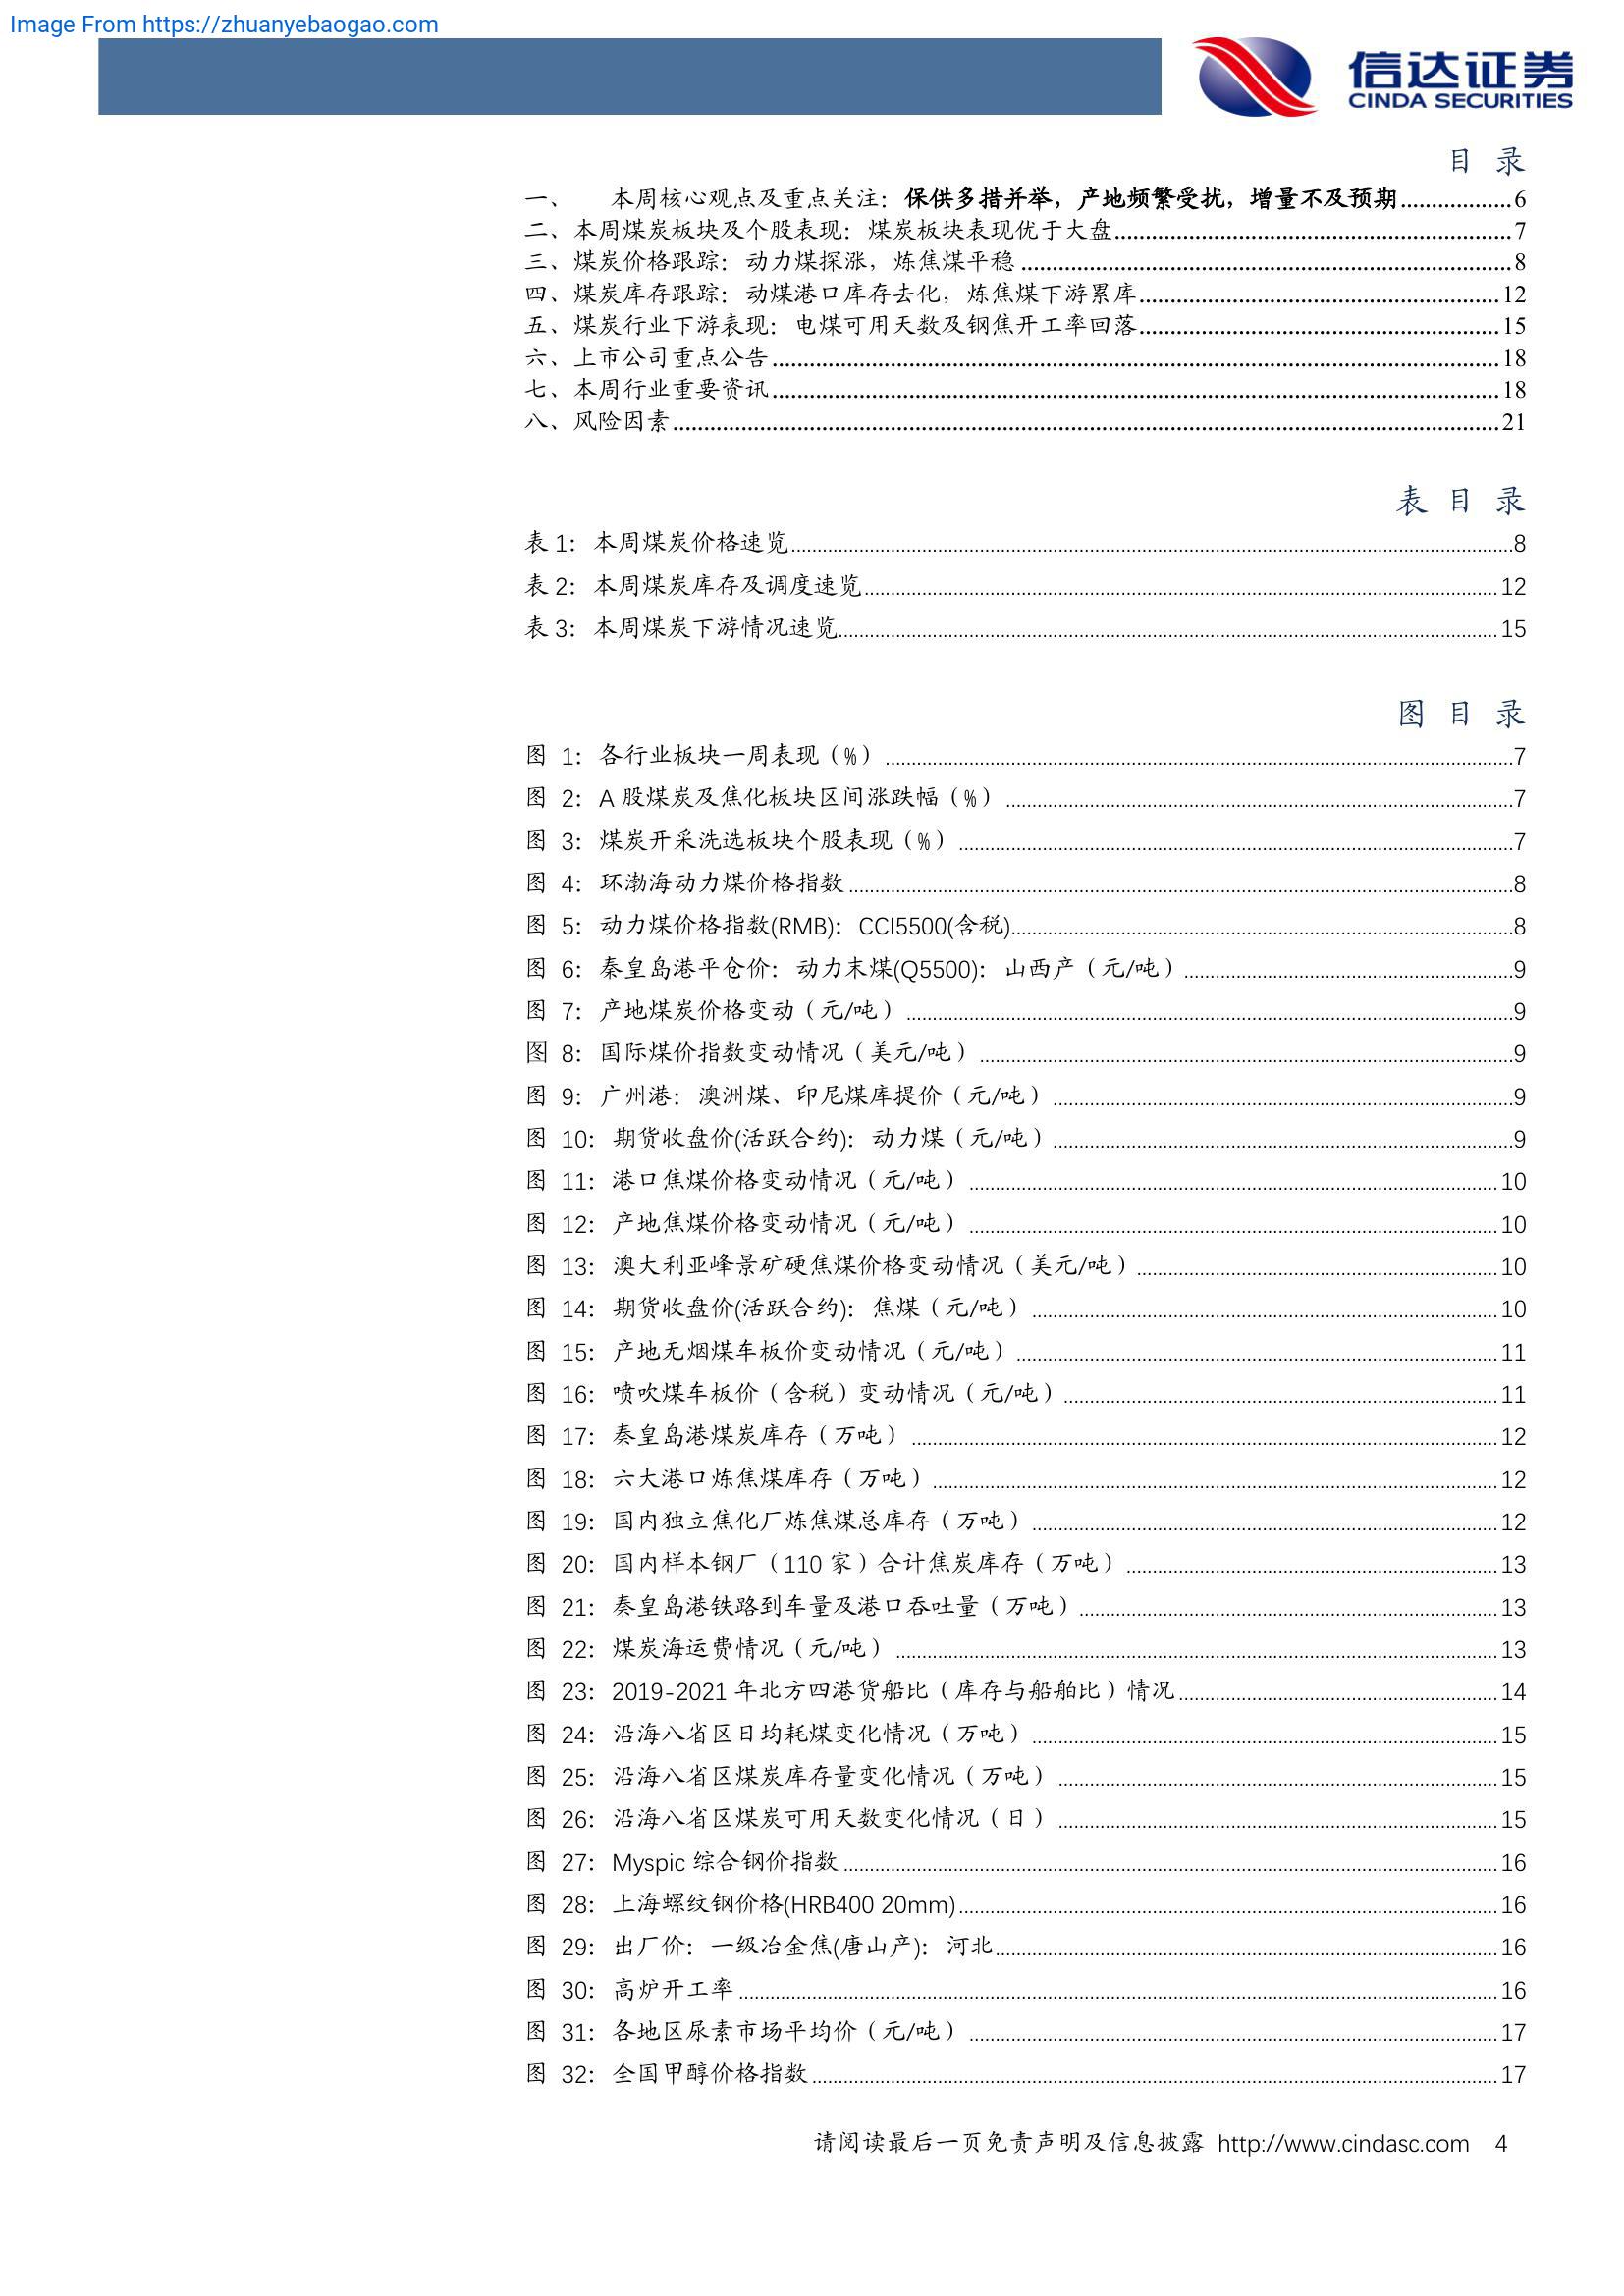 Image From https://zhuanyebaogao.com
信达证券
CINDA SECURITIES
目 录
一、 本周核心观点及重点关注：保供多措并举，产地频繁受扰，增量不及预期..................6
二、本周煤炭板块及个股表现：煤炭板块表现优于大盘..................7
三、煤炭价格跟踪：动力煤探涨，炼焦煤平稳..................8
四、煤炭库存跟踪：动煤港口库存去化，炼焦煤下游累库..................12
五、煤炭行业下游表现：电煤可用天数及钢焦开工率回落..................15
六、上市公司重点公告..................18
七、本周行业重要资讯..................18
八、风险因素..................21
表 目 录
表 1：本周煤炭价格速览..................8
表 2：本周煤炭库存及调度速览..................12
表 3：本周煤炭下游情况速览..................15
图 目 录
图 1：各行业板块一周表现（%）..................7
图 2：A 股煤炭及焦化板块区间涨跌幅（%）..................7
图 3：煤炭开采洗选板块个股表现（%）..................7
图 4：环渤海动力煤价格指数..................8
图 5：动力煤价格指数(RMB)：CCI5500(含税)..................8
图 6：秦皇岛港平仓价：动力末煤(Q5500)：山西产（元/吨）..................9
图 7：产地煤炭价格变动（元/吨）..................9
图 8：国际煤价指数变动情况（美元/吨）..................9
图 9：广州港：澳洲煤、印尼煤库提价（元/吨）..................9
图 10：期货收盘价(活跃合约)：动力煤（元/吨）..................9
图 11：港口焦煤价格变动情况（元/吨）..................10
图 12：产地焦煤价格变动情况（元/吨）..................10
图 13：澳大利亚峰景矿硬焦煤价格变动情况（美元/吨）..................10
图 14：期货收盘价(活跃合约)：焦煤（元/吨）..................10
图 15：产地无烟煤车板价变动情况（元/吨）..................11
图 16：喷吹煤车板价（含税）变动情况（元/吨）..................11
图 17：秦皇岛港煤炭库存（万吨）..................12
图 18：六大港口炼焦煤库存（万吨）..................12
图 19：国内独立焦化厂炼焦煤总库存（万吨）..................12
图 20：国内样本钢厂（110 家）合计焦炭库存（万吨）..................13
图 21：秦皇岛港铁路到车量及港口吞吐量（万吨）..................13
图 22：煤炭海运费情况（元/吨）..................13
图 23：2019-2021 年北方四港货船比（库存与船舶比）情况..................14
图 24：沿海八省区日均耗煤变化情况（万吨）..................15
图 25：沿海八省区煤炭库存量变化情况（万吨）..................15
图 26：沿海八省区煤炭可用天数变化情况（日）..................15
图 27：Myspic 综合钢价指数..................16
图 28：上海螺纹钢价格(HRB400 20mm)..................16
图 29：出厂价：一级冶金焦(唐山产)：河北..................16
图 30：高炉开工率..................16
图 31：各地区尿素市场平均价（元/吨）..................17
图 32：全国甲醇价格指数..................17
请阅读最后一页免责声明及信息披露 http://www.cindasc.com 4